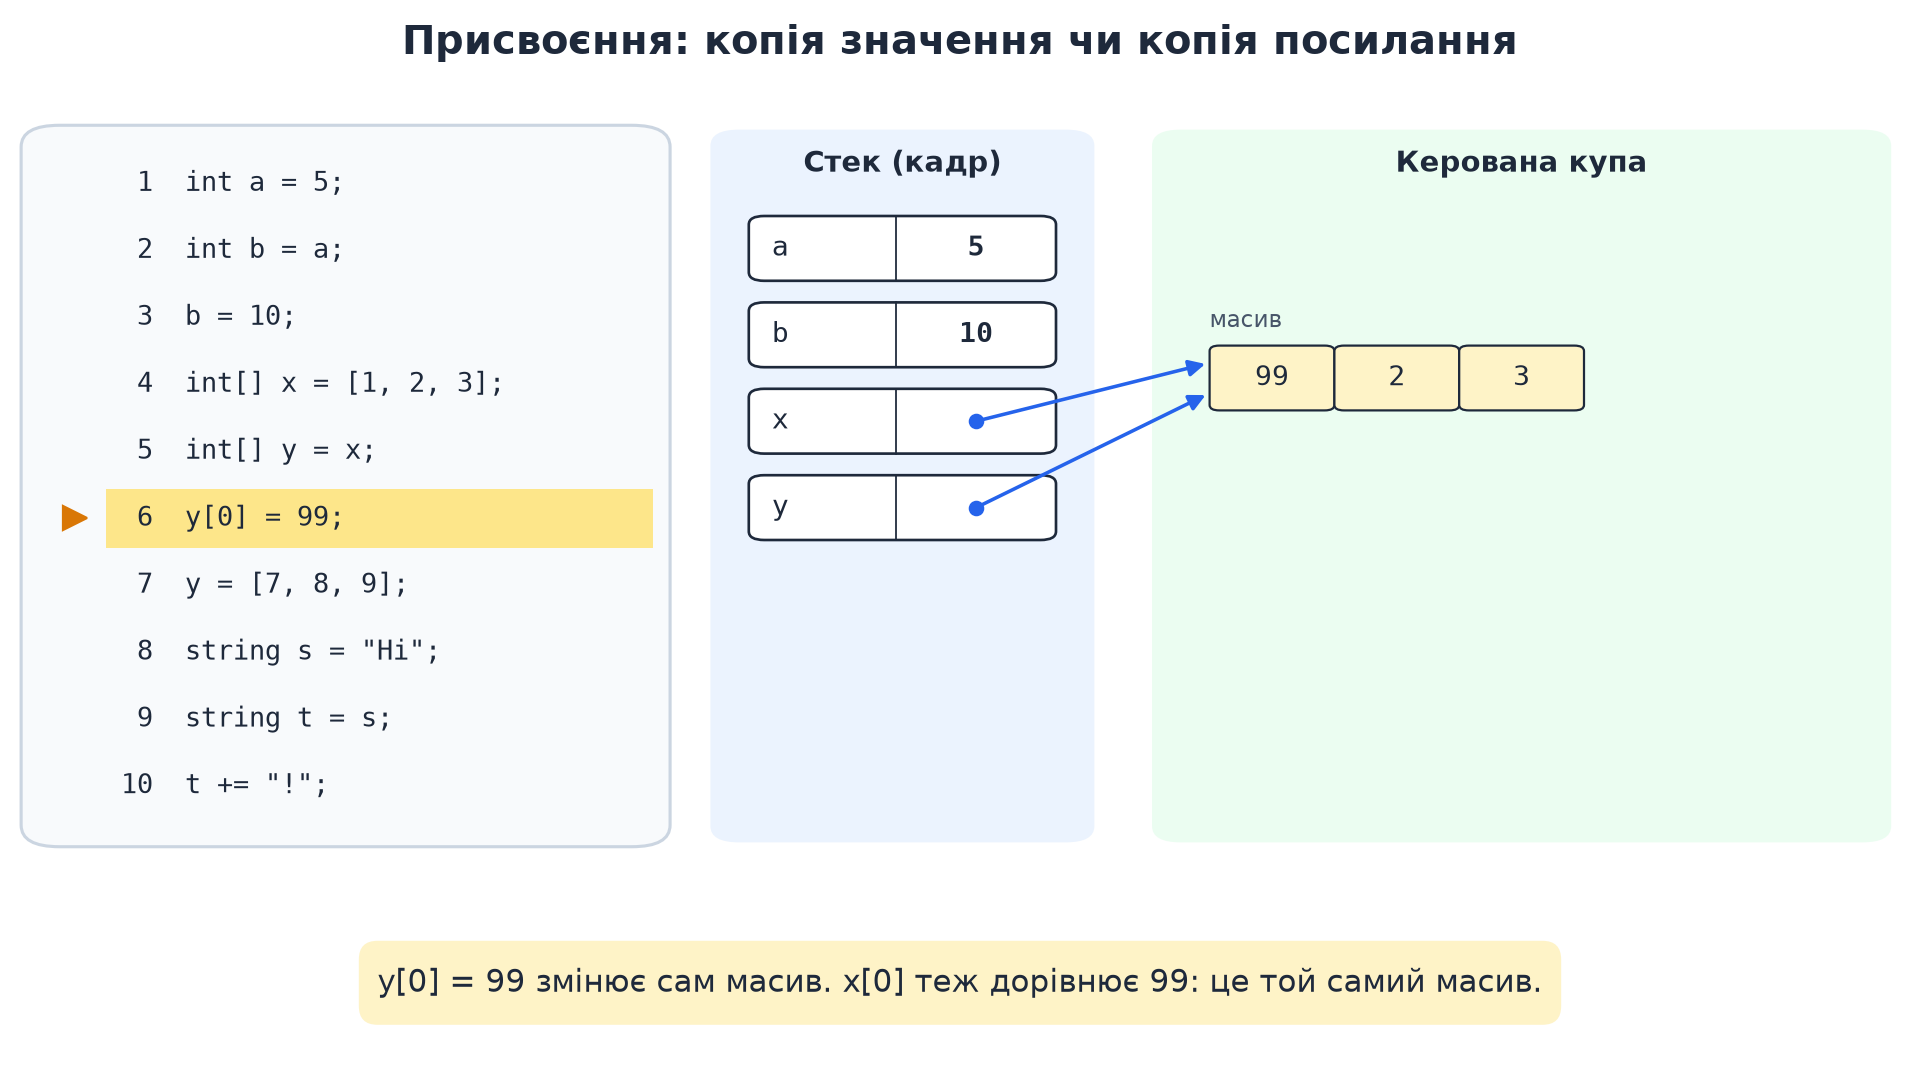 Присвоєння: копія значення чи копія посилання
1 int a = 5;
2 int b = a;
3 b = 10;
4 int[] x = [1, 2, 3];
5 int[] y = x;
6 y[0] = 99;
7 y = [7, 8, 9];
8 string s = "Hi";
9 string t = s;
10 t += "!";
Стек (кадр)
a 5
b 10
x
y
Керована купа
масив
99 2 3
y[0] = 99 змінює сам масив. x[0] теж дорівнює 99: це той самий масив.